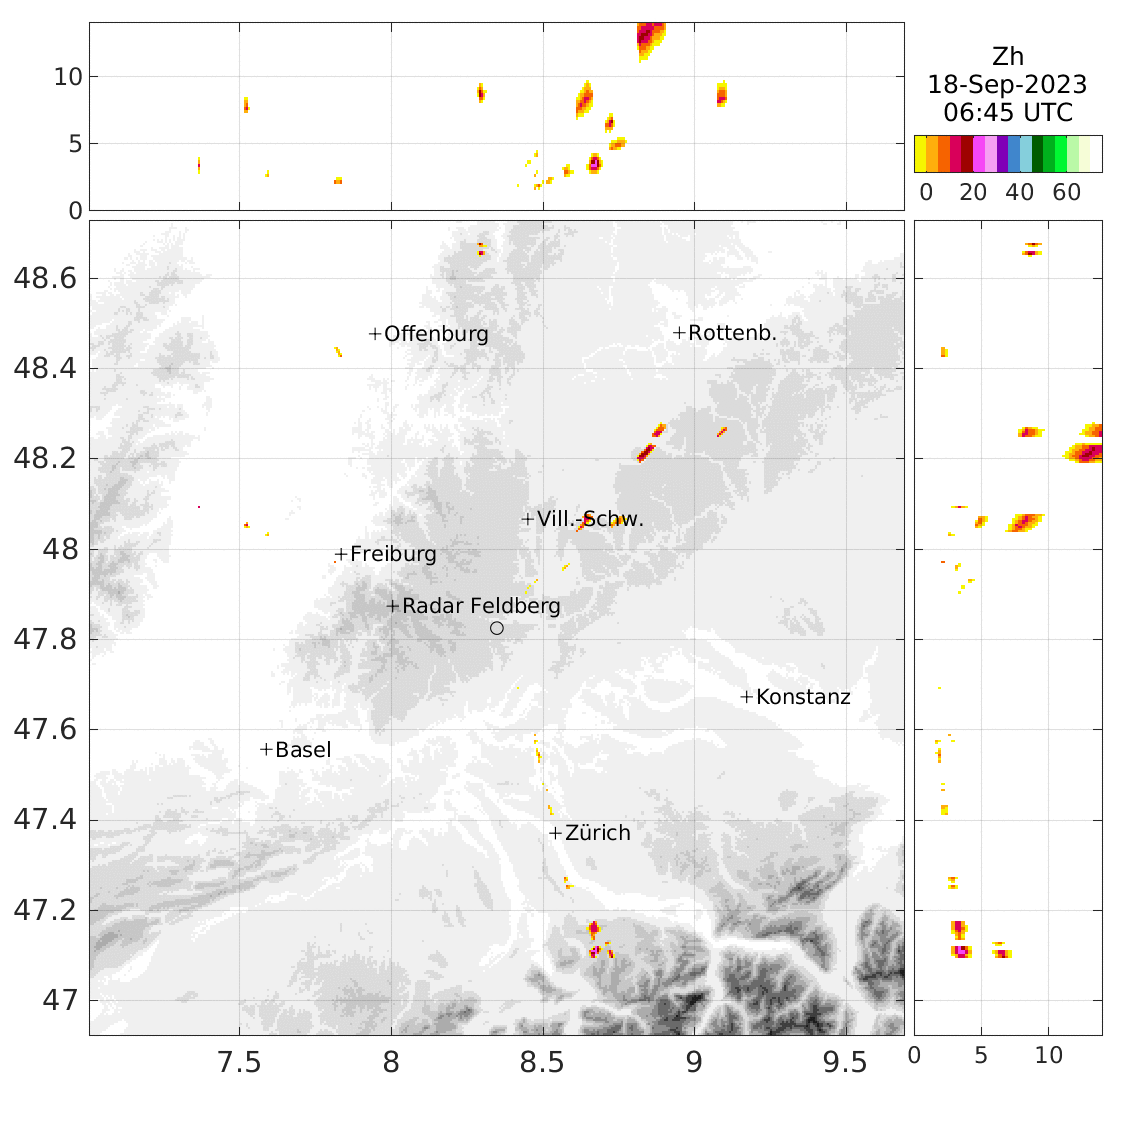 Zh
18-Sep-2023
06:45 UTC
0 20 40 60
10
5
0
48.6
48.4
48.2
48
47.8
47.6
47.4
47.2
47
Offenburg
Rottenb.
Vill.-Schw.
Freiburg
Radar Feldberg
Konstanz
Basel
Zürich
7.5 8 8.5 9 9.5
0 5 10